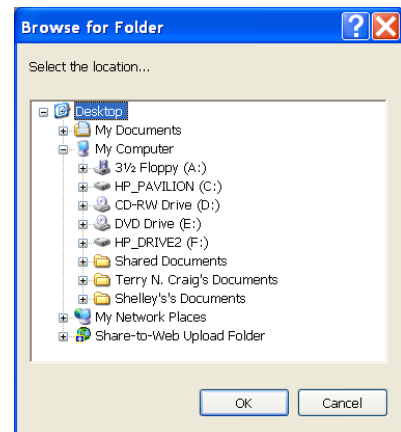 Browse for Folder
Select the location...
Desktop
My Documents
My Computer
3½ Floppy (A:)
HP_PAVILION (C:)
CD-RW Drive (D:)
DVD Drive (E:)
HP_DRIVE2 (F:)
Shared Documents
Terry N. Craig's Documents
Shelley's's Documents
My Network Places
Share-to-Web Upload Folder
OK Cancel